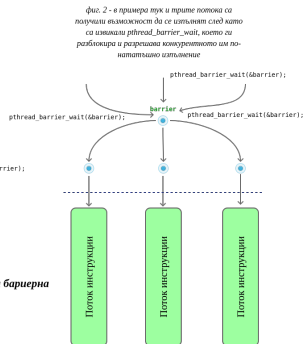 фиг. 2 - в примера тук и трите потока са
получили възможност да се изпълнят след като
са извикали pthread_barrier_wait, което ги
разблокира и разрешава конкурентното им по-
нататъшно изпълнение
pthread_barrier_wait(&barrier);
barrier
pthread_barrier_wait(&barrier);
pthread_barrier_wait(&barrier);
rrier);
Поток инструкции
Поток инструкции
Поток инструкции
бариерна